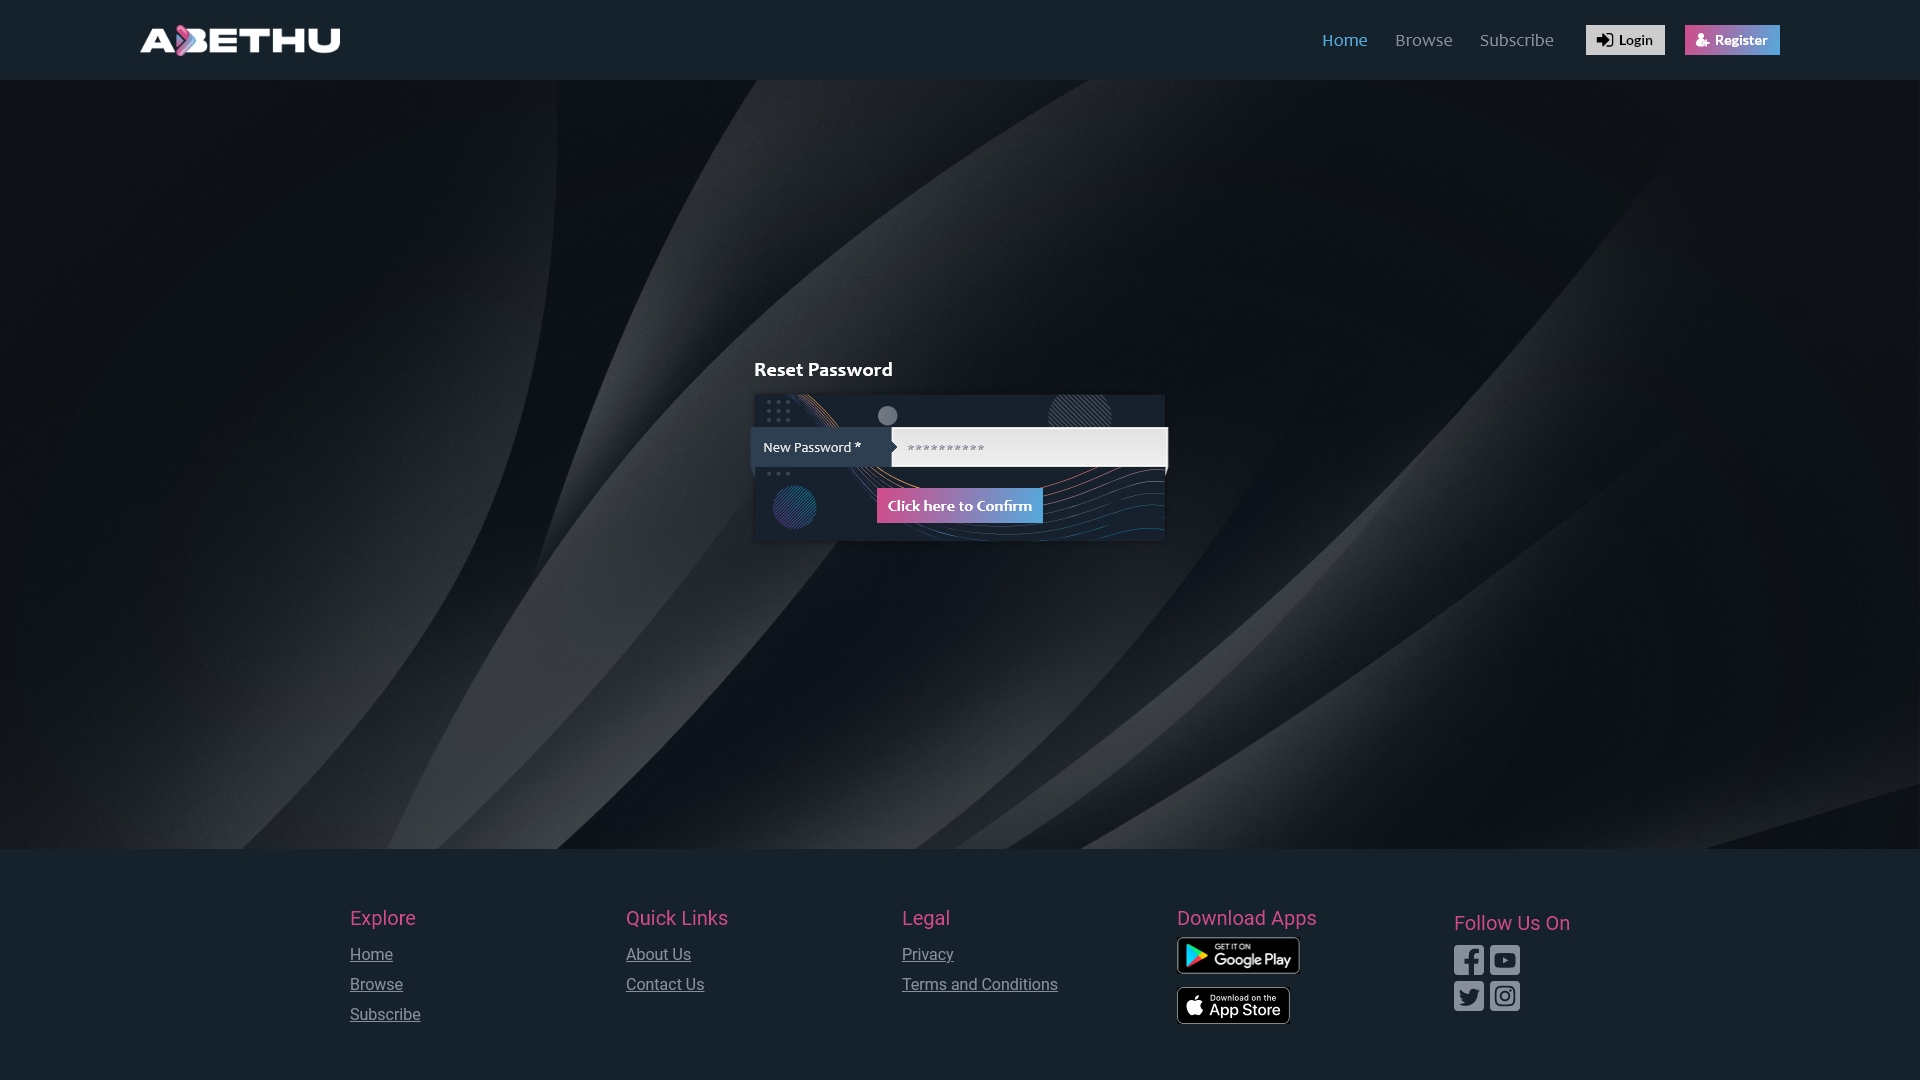 ABETHU
Home Browse Subscribe Login Register
Reset Password
New Password * **********
Click here to Confirm
Explore
Home
Browse
Subscribe
Quick Links
About Us
Contact Us
Legal
Privacy
Terms and Conditions
Download Apps
GET IT ON
Google Play
Download on the
App Store
Follow Us On